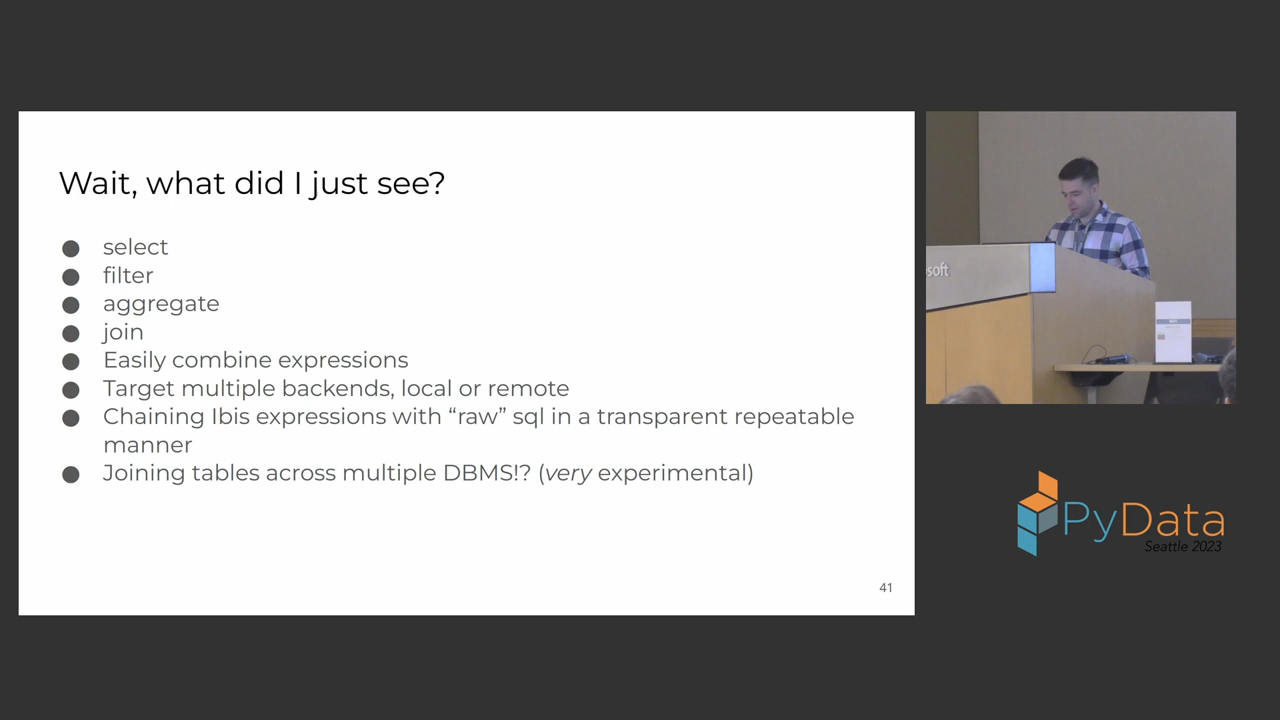 Wait, what did I just see?
● select
● filter
● aggregate
● join
● Easily combine expressions
● Target multiple backends, local or remote
● Chaining Ibis expressions with “raw” sql in a transparent repeatable
manner
● Joining tables across multiple DBMS!? (very experimental)
41
soft
PyData
Seattle 2023